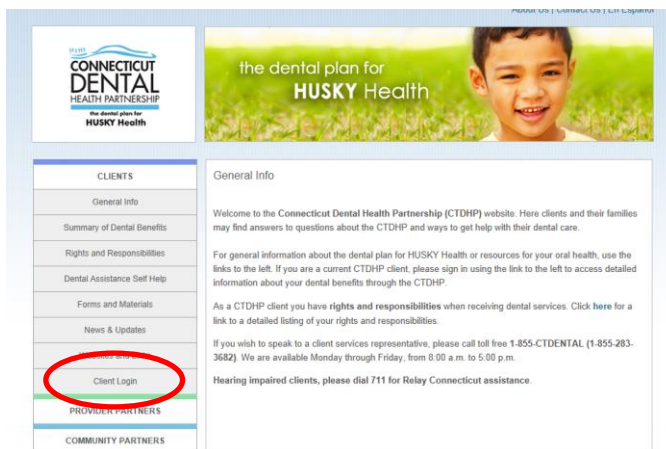 About Us | Contact Us | En Español
STATE
CONNECTICUT
DENTAL
HEALTH PARTNERSHIP
the dental plan for
HUSKY Health
the dental plan for
HUSKY Health
CLIENTS
General Info
Summary of Dental Benefits
Rights and Responsibilities
Dental Assistance Self Help
Forms and Materials
News & Updates
Client Login
PROVIDER PARTNERS
COMMUNITY PARTNERS
General Info
Welcome to the Connecticut Dental Health Partnership (CTDHP) website. Here clients and their families
may find answers to questions about the CTDHP and ways to get help with their dental care.
For general information about the dental plan for HUSKY Health or resources for your oral health, use the
links to the left. If you are a current CTDHP client, please sign in using the link to the left to access detailed
information about your dental benefits through the CTDHP.
As a CTDHP client you have rights and responsibilities when receiving dental services. Click here for a
link to a detailed listing of your rights and responsibilities.
If you wish to speak to a client services representative, please call toll free 1-855-CTDENTAL (1-855-283-
3682). We are available Monday through Friday, from 8:00 a.m. to 5:00 p.m.
Hearing impaired clients, please dial 711 for Relay Connecticut assistance.